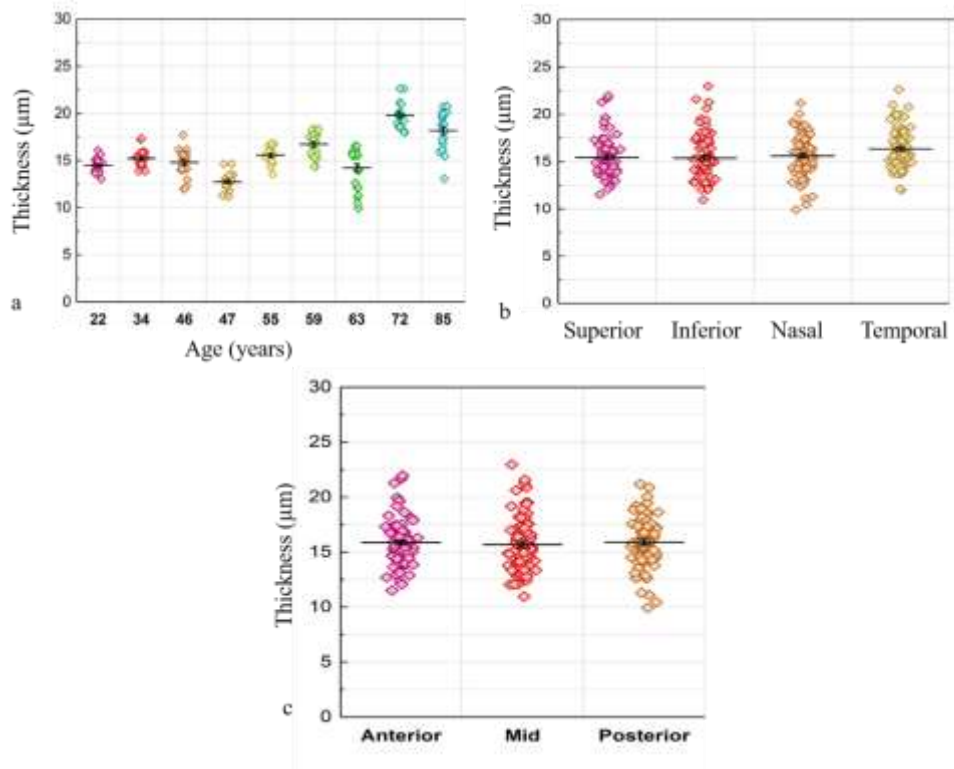 30
25
20
15
10
5
0
Thickness (µm)
a
22 34 46 47 55 59 63 72 85
Age (years)
30
25
20
15
10
5
0
Thickness (µm)
b
Superior Inferior Nasal Temporal
30
25
20
15
10
5
0
Thickness (µm)
c
Anterior Mid Posterior